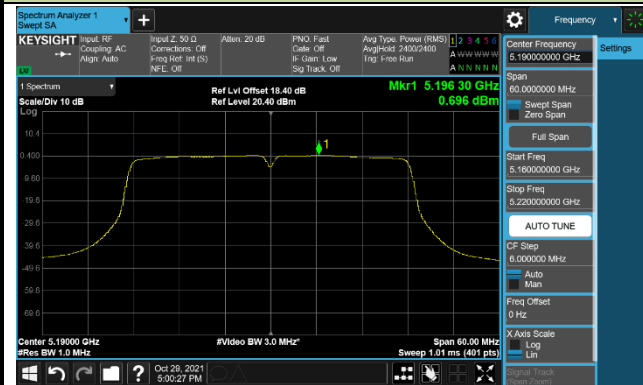 Spectrum Analyzer 1
Swept SA
Frequency
KEYSIGHT
Input: RF
Coupling: AC
Align: Auto
Input Z: 50 Ω
Corrections: Off
Freq Ref: Int (S)
NFE: Off
Atten: 20 dB
PNO: Fast
Gate: Off
IF Gain: Low
Sig Track: Off
Avg Type: Power (RMS)
Avg|Hold: 2400/2400
Trig: Free Run
1 2 3 4 5 6
A W W W W W
A N N N N N
1 Spectrum
Scale/Div 10 dB
Log
Ref Lvl Offset 18.40 dB
Ref Level 20.40 dBm
Mkr1 5.196 30 GHz
0.696 dBm
1
10.4
0.400
-9.60
-19.6
-29.6
-39.6
-49.6
-59.6
-69.6
Center 5.19000 GHz
#Res BW 1.0 MHz
#Video BW 3.0 MHz*
Span 60.00 MHz
Sweep 1.01 ms (401 pts)
Center Frequency
5.190000000 GHz
Settings
Span
60.0000000 MHz
Swept Span
Zero Span
Full Span
Start Freq
5.160000000 GHz
Stop Freq
5.220000000 GHz
AUTO TUNE
CF Step
6.000000 MHz
Auto
Man
Freq Offset
0 Hz
X Axis Scale
Log
Lin
Signal Track
(Span Zoom)
?
Oct 29, 2021
5:00:27 PM